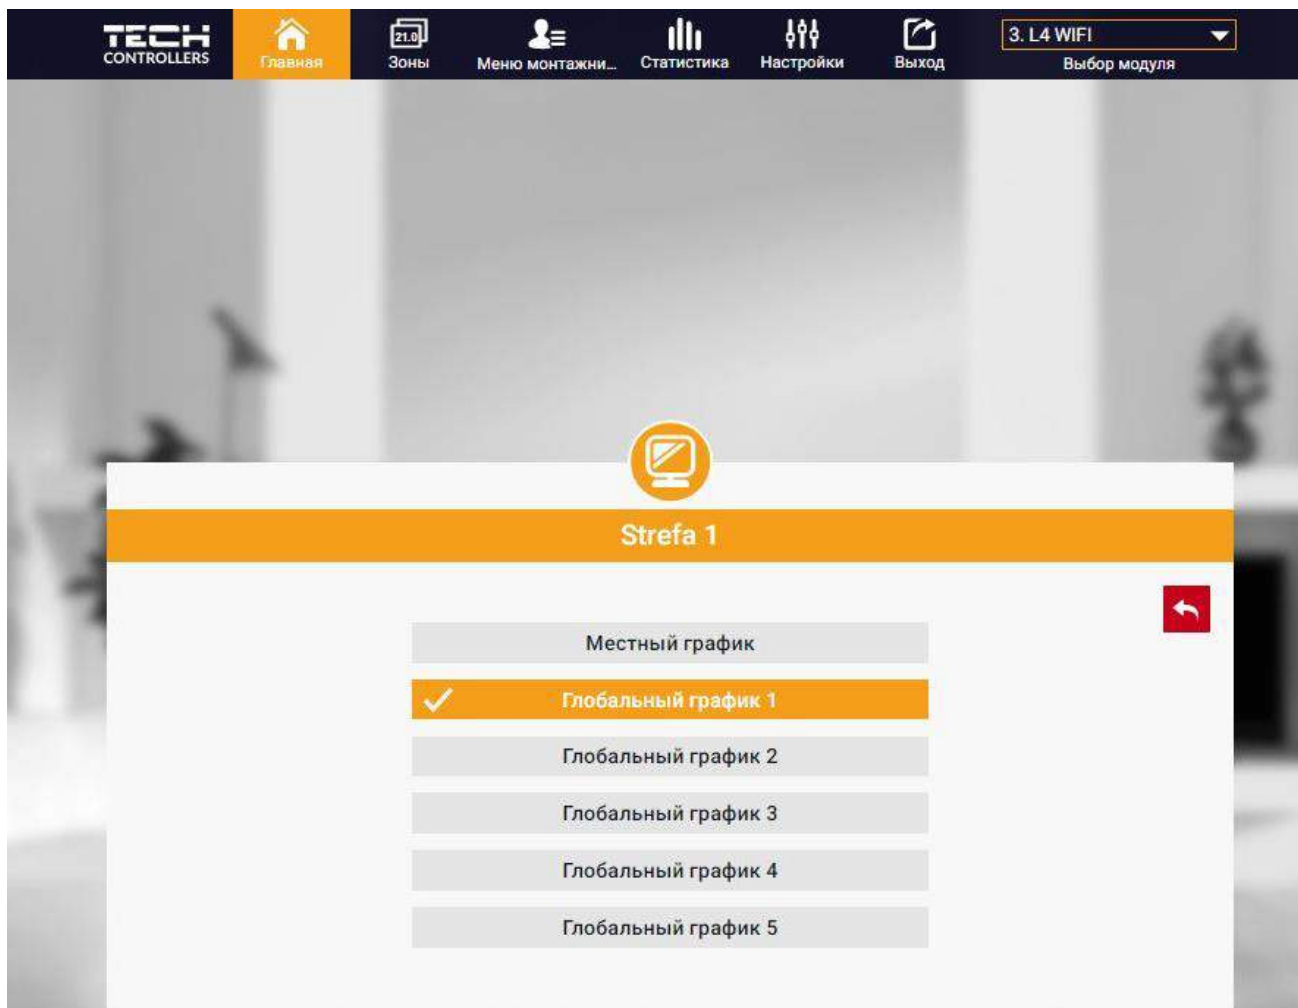 TECH
CONTROLLERS
Главная
21.0
Зоны
Меню монтажни...
Статистика
Настройки
Выход
3. L4 WIFI
Выбор модуля
Strefa 1
Местный график
Глобальный график 1
Глобальный график 2
Глобальный график 3
Глобальный график 4
Глобальный график 5